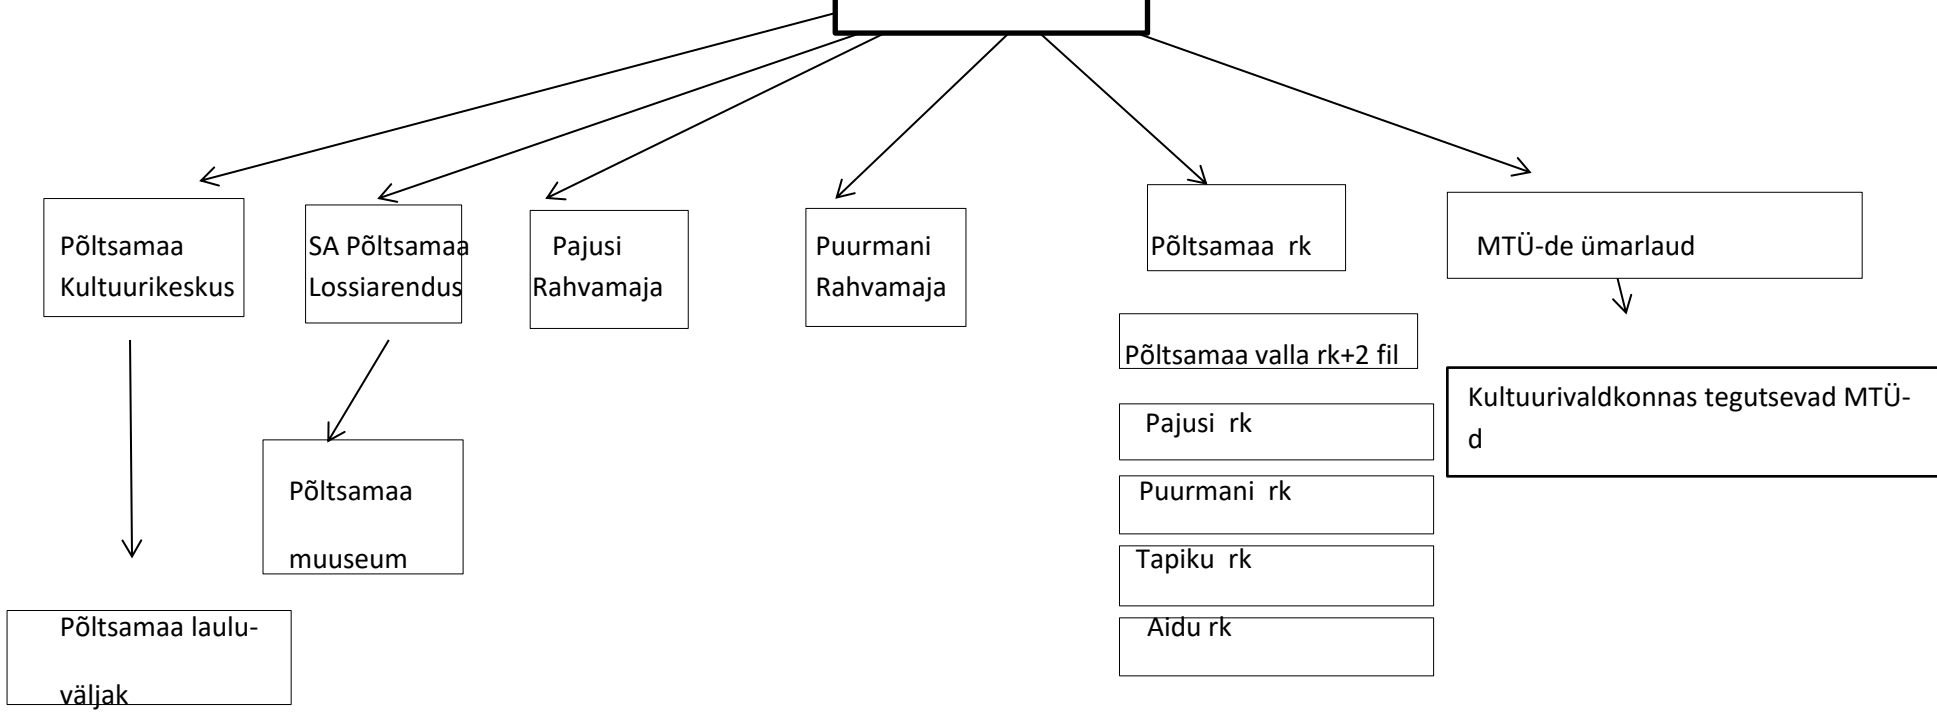 Põltsamaa
Kultuurikeskus
SA Põltsamaa
Lossiarendus
Pajusi
Rahvamaja
Puurmani
Rahvamaja
Põltsamaa rk
MTÜ-de ümarlaud
Põltsamaa valla rk+2 fil
Kultuurivaldkonnas tegutsevad MTÜ-
d
Pajusi rk
Puurmani rk
Tapiku rk
Aidu rk
Põltsamaa
muuseum
Põltsamaa laulu-
väljak